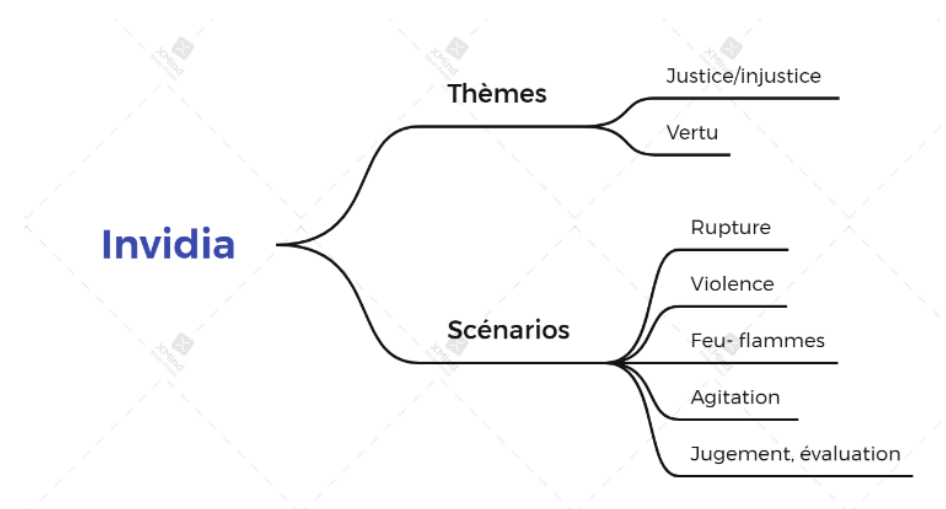 Thèmes
Justice/injustice
Vertu
Invidia
Scénarios
Rupture
Violence
Feu- flammes
Agitation
Jugement, évaluation